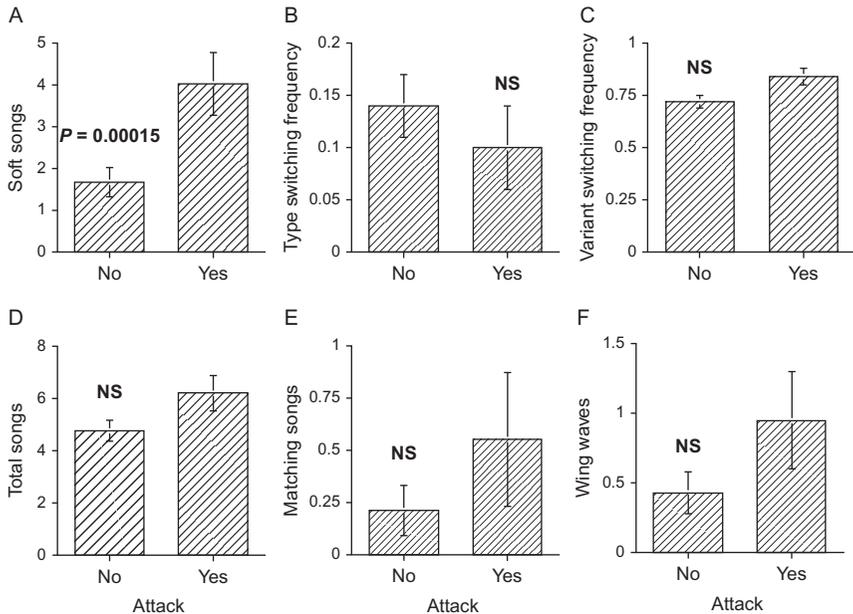 A
Soft songs
5
4
3
2
1
0
P = 0.00015
No
Yes
B
Type switching frequency
0.2
0.15
0.1
0.05
0
NS
No
Yes
C
Variant switching frequency
1
0.75
0.5
0.25
0
NS
No
Yes
D
Total songs
8
6
4
2
0
NS
No
Yes
Attack
E
Matching songs
1
0.75
0.5
0.25
0
NS
No
Yes
Attack
F
Wing waves
1.5
1
0.5
0
NS
No
Yes
Attack